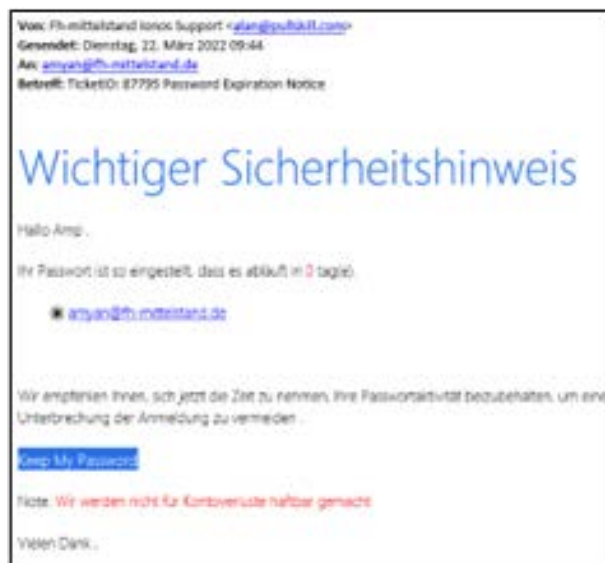 Von: Fh-mittelstand Ionos Support <alan@pullskill.com>
Gesendet: Dienstag, 22. März 2022 09:44
An: amyan@fh-mittelstand.de
Betreff: TicketID: 87795 Password Expiration Notice
Wichtiger Sicherheitshinweis
Hallo Amp .
Ihr Passwort ist so eingestellt, dass es abläuft in 0 tag(e).
amyan@fh-mittelstand.de
Wir empfehlen Ihnen, sich jetzt die Zeit zu nehmen, Ihre Passwortaktivität beizubehalten, um eine
Unterbrechung der Anmeldung zu vermeiden .
Keep My Password
Note: Wir werden nicht für Kontoverluste haftbar gemacht
Vielen Dank .